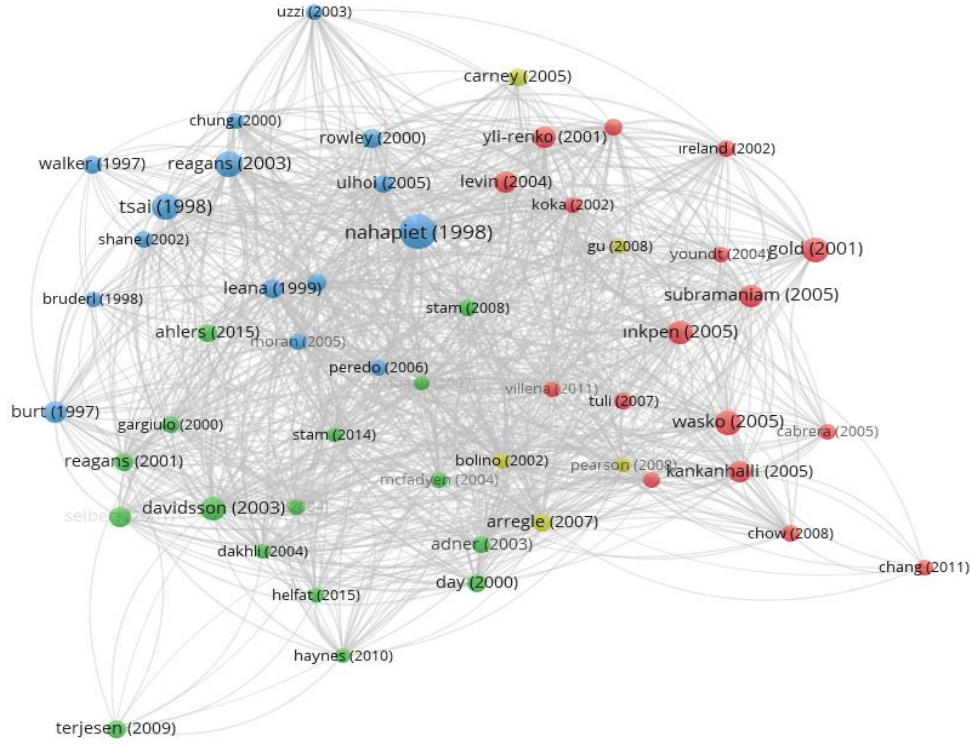 uzzi (2003)
carney (2005)
chung (2000)
rowley (2000)
yli-renko (2001)
ireland (2002)
walker (1997)
reagans (2003)
ulhoi (2005)
levin (2004)
tsai (1998)
koka (2002)
nahapiet (1998)
shane (2002)
gu (2008)
youndt (2004)
gold (2001)
leana (1999)
subramaniam (2005)
bruderl (1998)
stam (2008)
ahlers (2015)
moran (2005)
inkpen (2005)
peredo (2006)
villena (2011)
tuli (2007)
burt (1997)
gargiulo (2000)
wasko (2005)
cabrera (2005)
stam (2014)
reagans (2001)
bolino (2002)
pearson (2008)
kankanhalli (2005)
mcfadyen (2004)
davidsson (2003)
arregle (2007)
chow (2008)
adner (2003)
dakhli (2004)
chang (2011)
day (2000)
helfat (2015)
haynes (2010)
terjesen (2009)